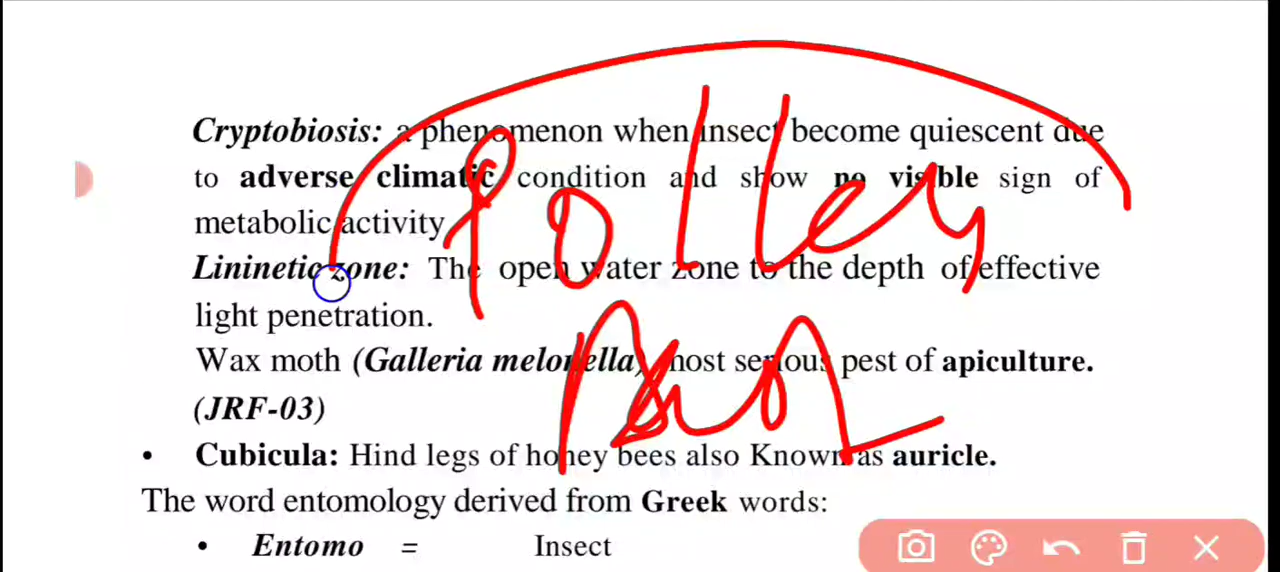 Cryptobiosis: a phenomenon when insect become quiescent due
to adverse climatic condition and show no visible sign of
metabolic activity
Lininetic zone: The open water zone to the depth of effective
light penetration.
Wax moth (Galleria melonella) most serious pest of apiculture.
(JRF-03)
• Cubicula: Hind legs of honey bees also Known as auricle.
The word entomology derived from Greek words:
• Entomo = Insect